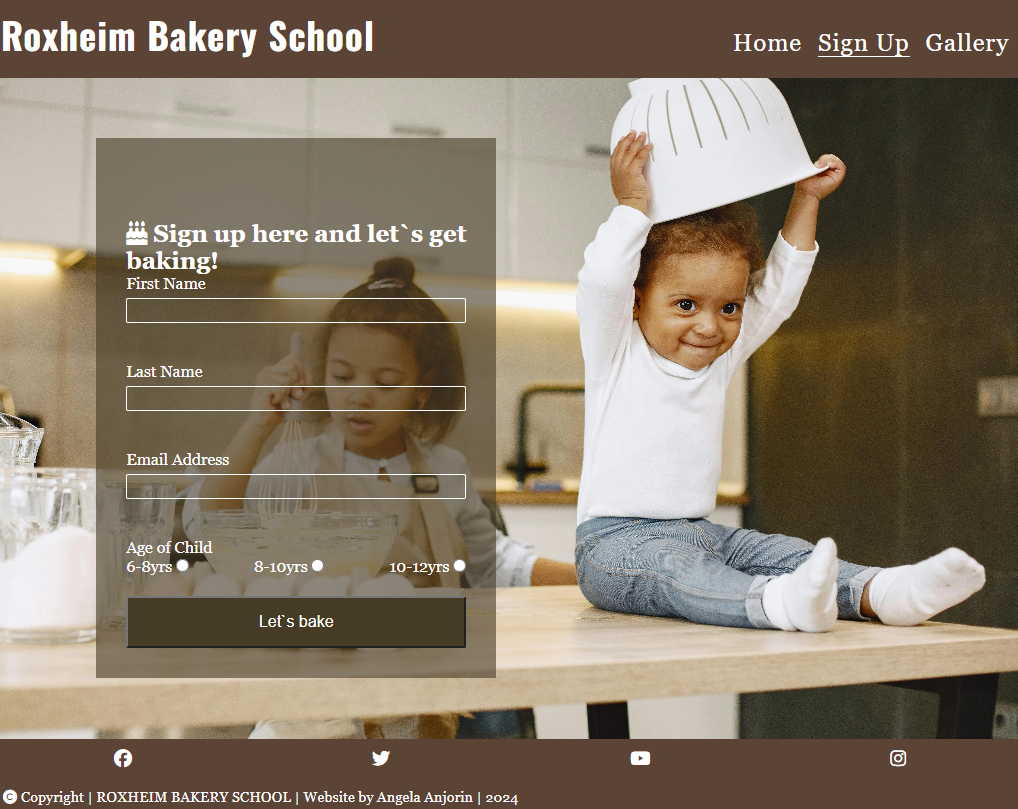 Roxheim Bakery School
Home Sign Up Gallery
Sign up here and let`s get
baking!
First Name
Last Name
Email Address
Age of Child
6-8yrs 8-10yrs 10-12yrs
Let`s bake
Copyright | ROXHEIM BAKERY SCHOOL | Website by Angela Anjorin | 2024